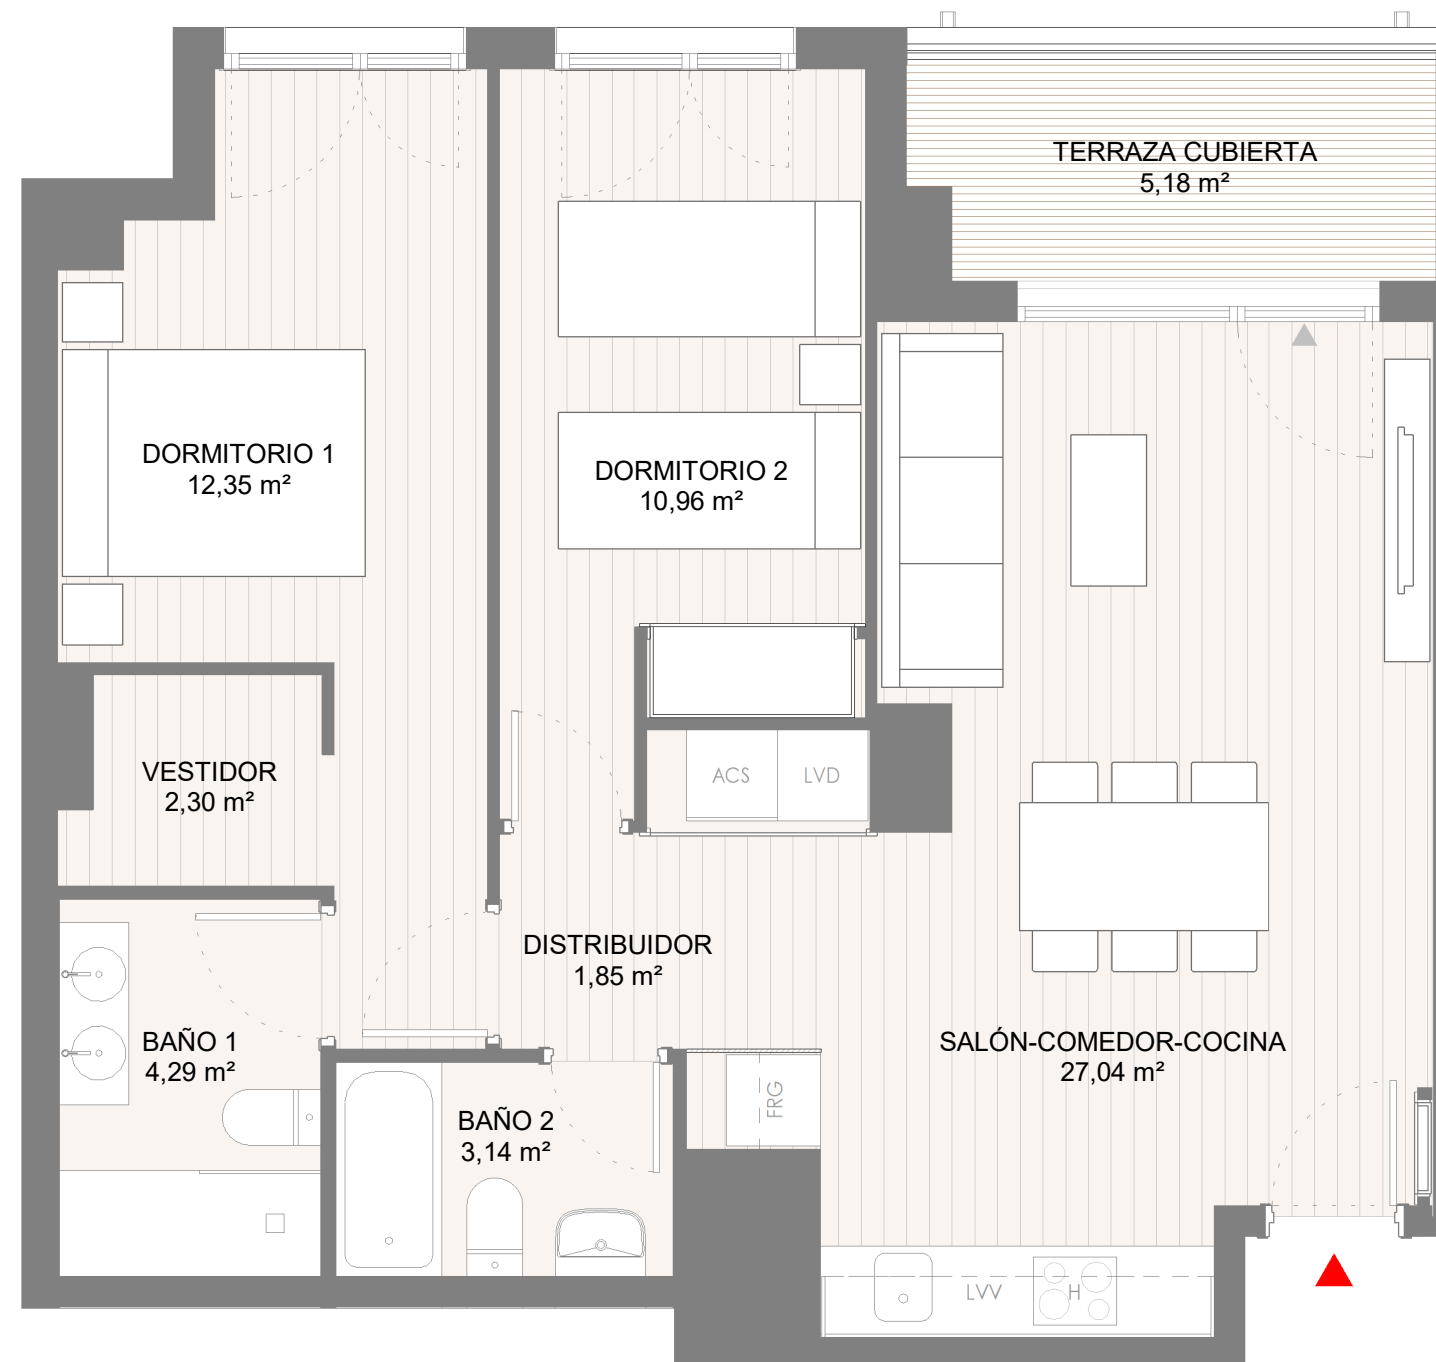 TERRAZA CUBIERTA
5,18 m²
DORMITORIO 1
12,35 m²
DORMITORIO 2
10,96 m²
VESTIDOR
2,30 m²
ACS
LVD
DISTRIBUIDOR
1,85 m²
BAÑO 1
4,29 m²
SALÓN-COMEDOR-COCINA
27,04 m²
FRG
BAÑO 2
3,14 m²
LVV
H